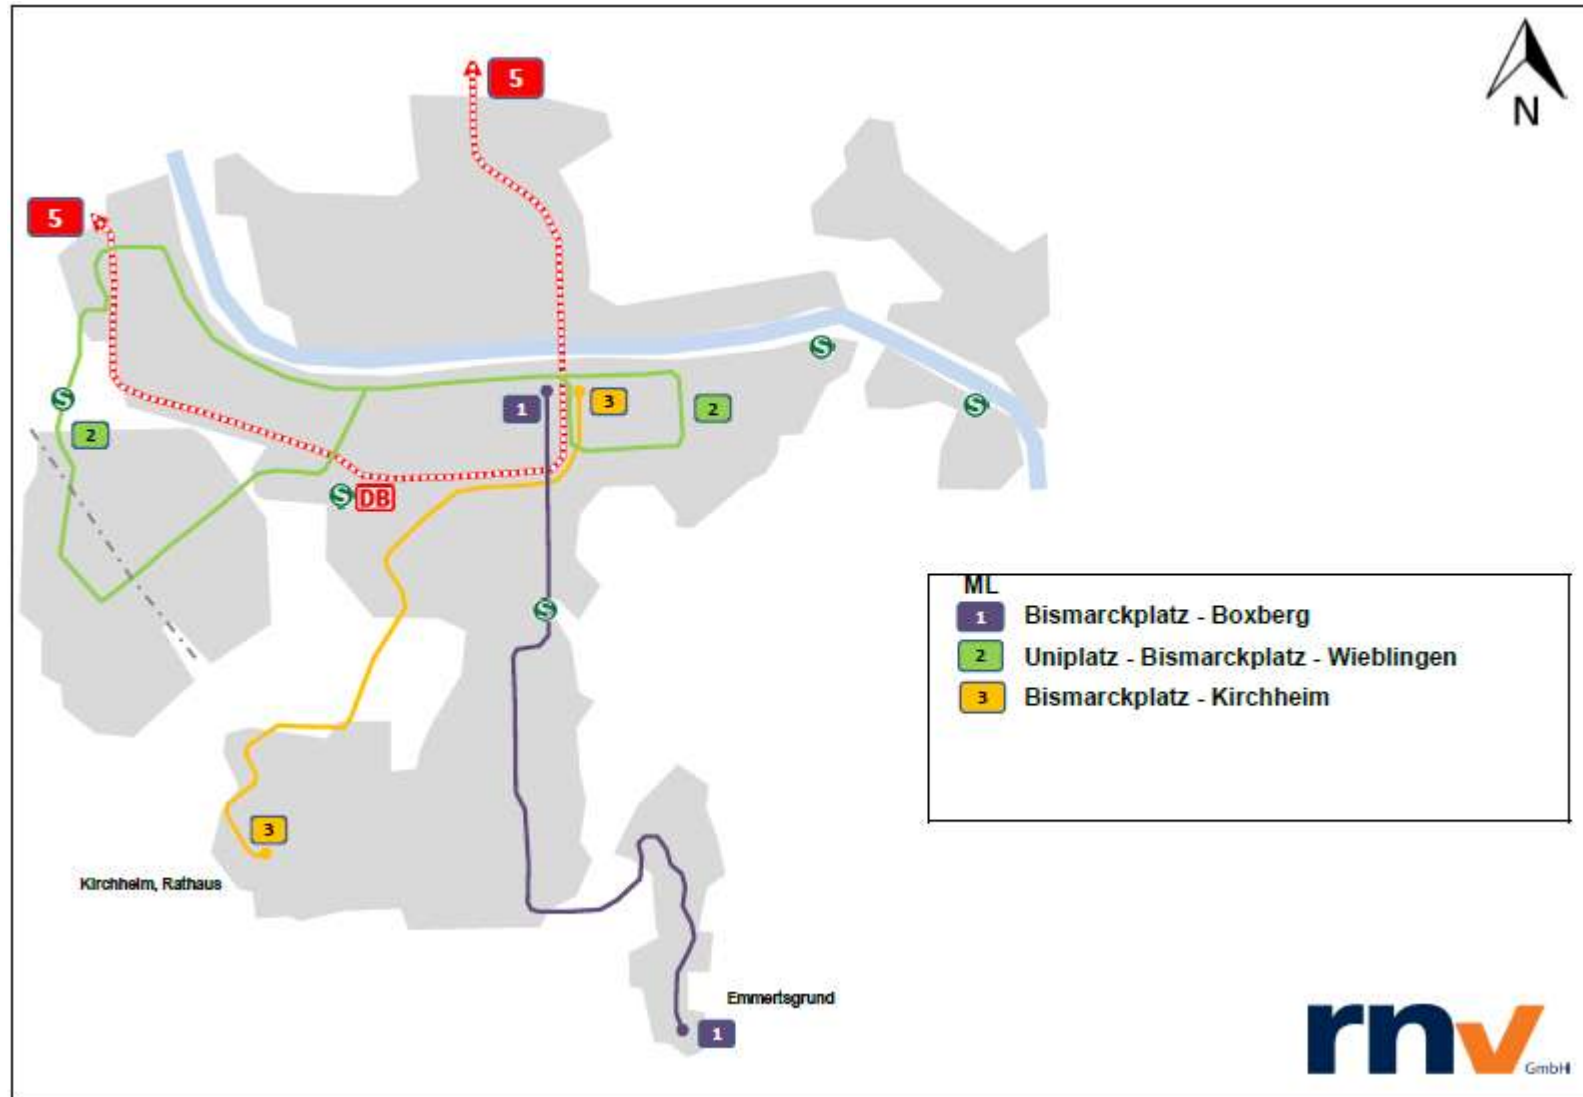 5
N
5
S
S
1
3
2
S
2
S
DB
S
ML
1 Bismarckplatz - Boxberg
2 Uniplatz - Bismarckplatz - Wieblingen
3 Bismarckplatz - Kirchheim
3
Kirchheim, Rathaus
Emmertsgrund
1
rnv
GmbH